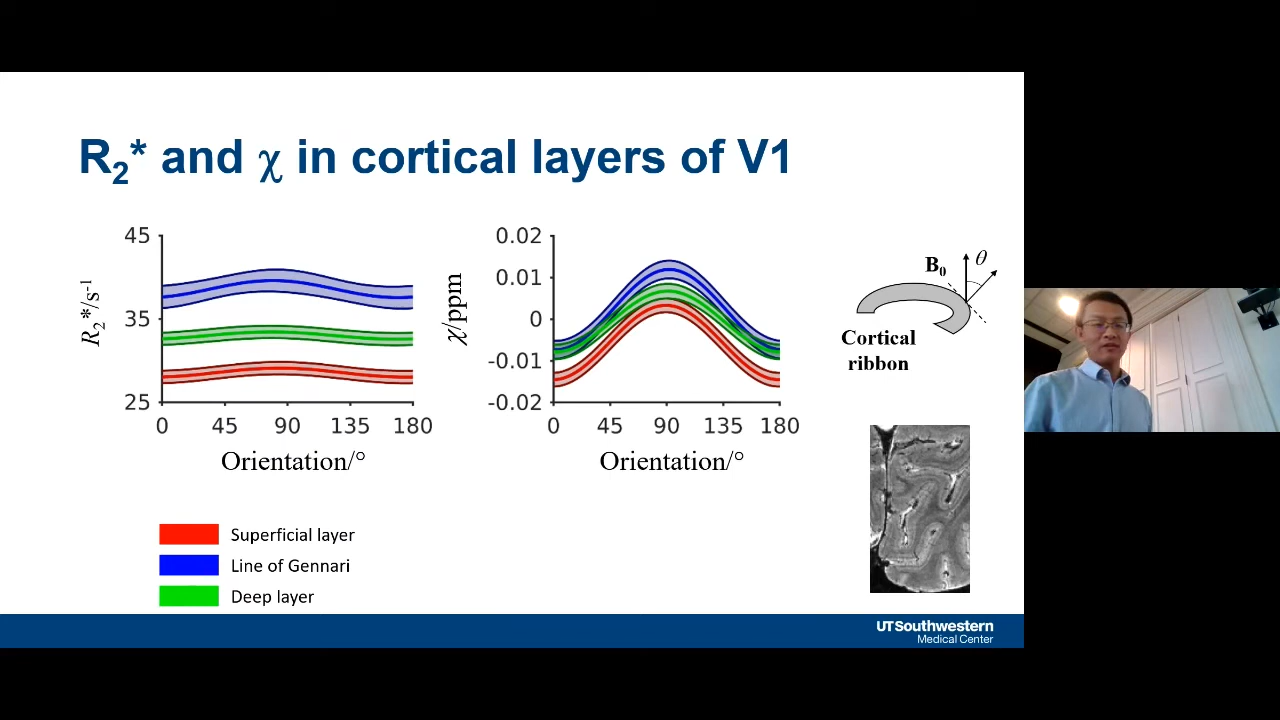 R2* and χ in cortical layers of V1
45
35
25
R2*/s-1
0 45 90 135 180
Orientation/°
0.02
0.01
0
-0.01
-0.02
χ/ppm
0 45 90 135 180
Orientation/°
B0 θ
Cortical
ribbon
Superficial layer
Line of Gennari
Deep layer
UTSouthwestern
Medical Center